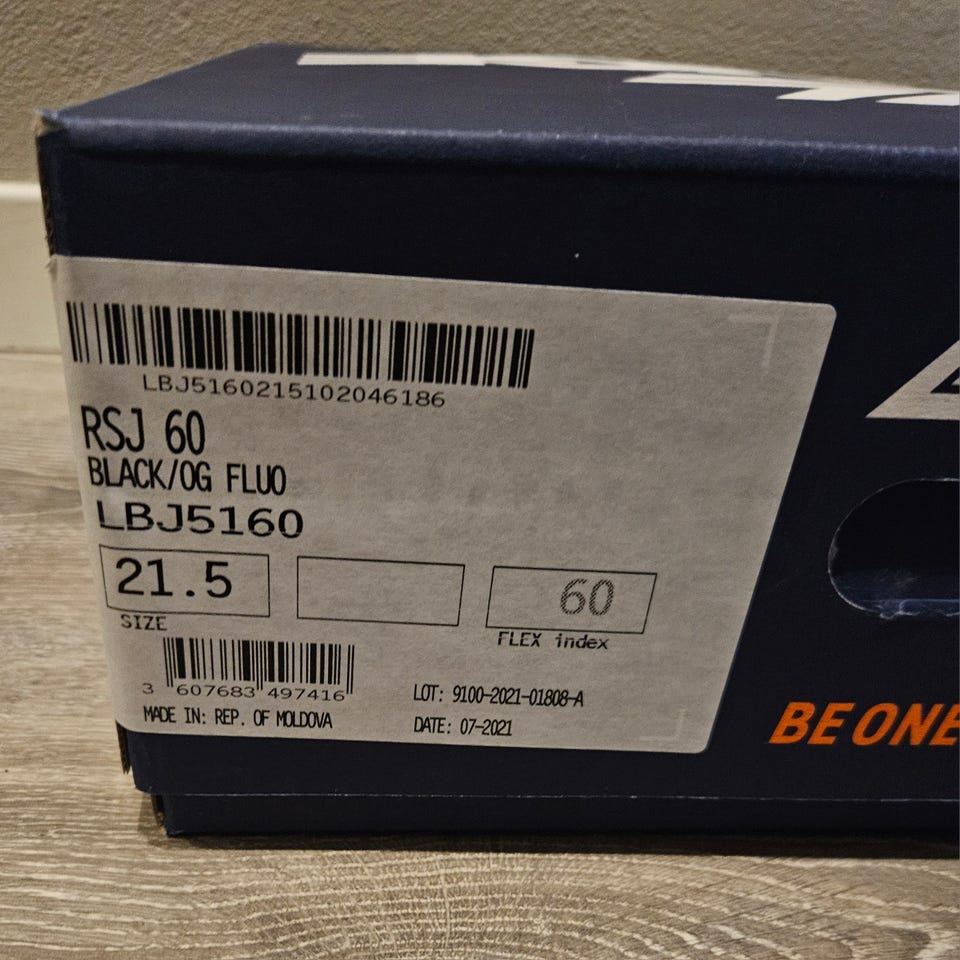 LBJ5160215102046186
RSJ 60
BLACK/OG FLUO
LBJ5160
21.5
60
SIZE
FLEX index
3 607683 497416
LOT: 9100-2021-01808-A
MADE IN: REP. OF MOLDOVA
DATE: 07-2021
BE ONE